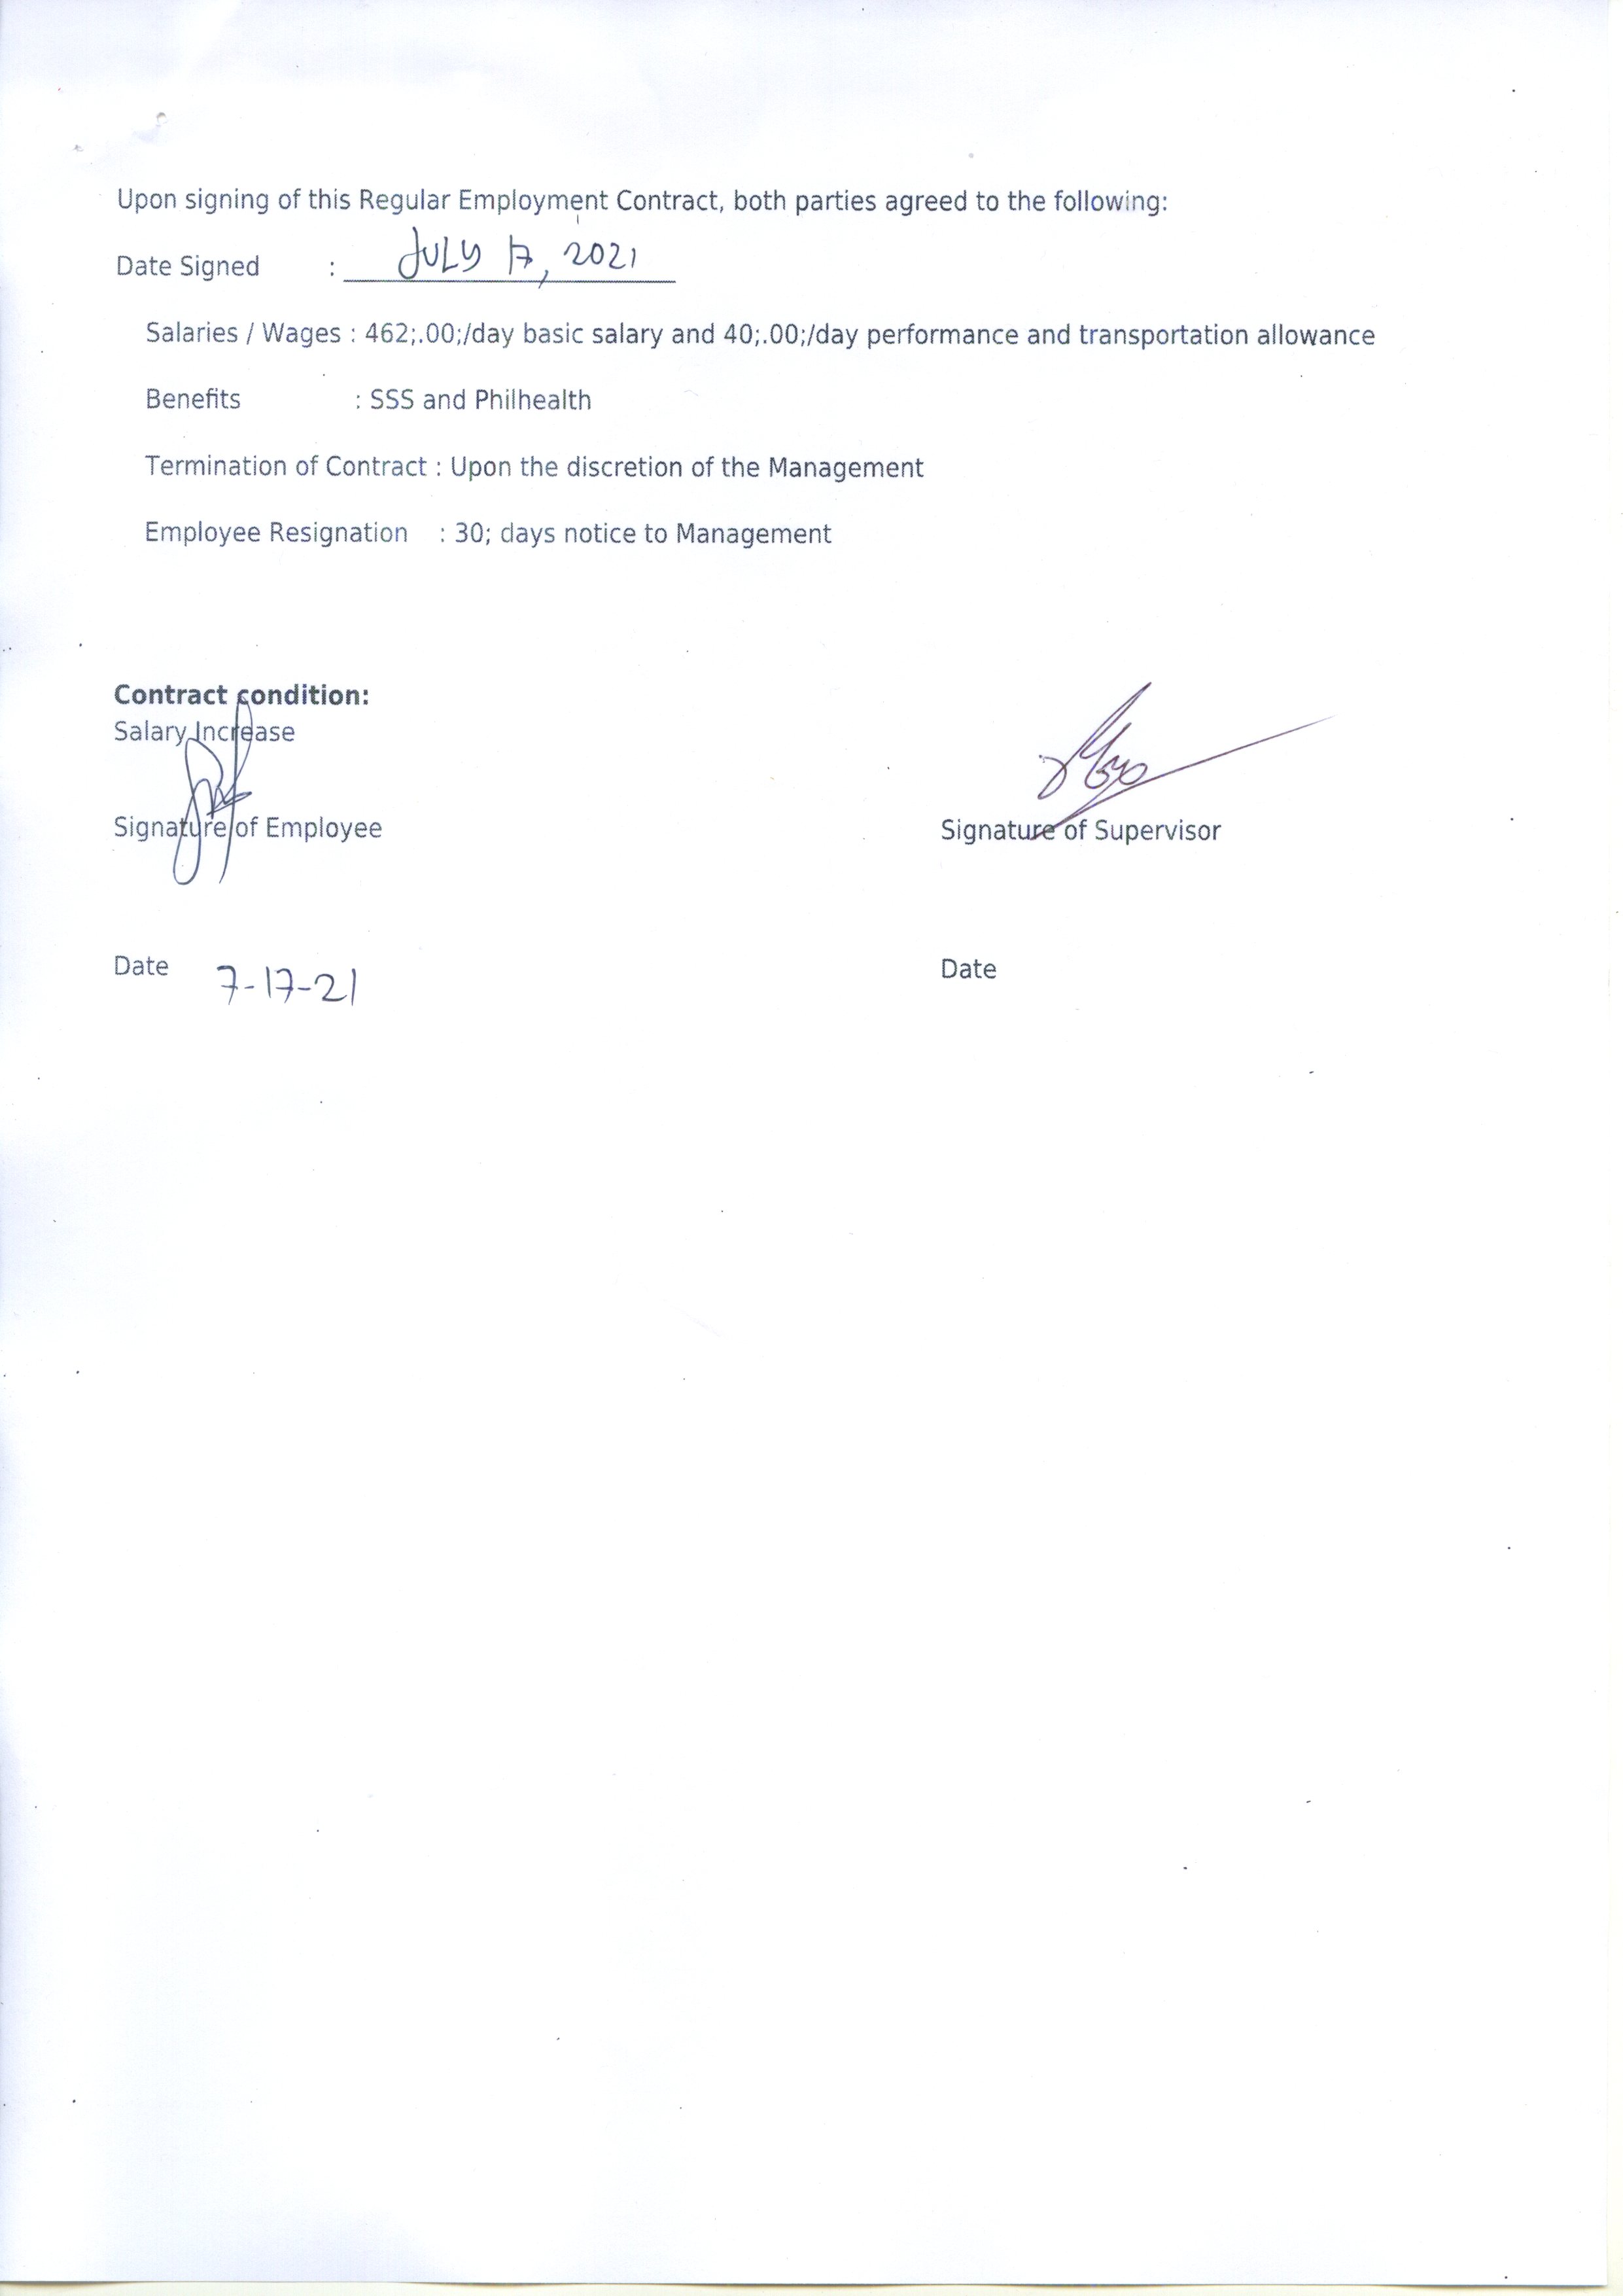 Upon signing of this Regular Employment Contract, both parties agreed to the following:
Date Signed : JULY 17, 2021
Salaries / Wages : 462;.00;/day basic salary and 40;.00;/day performance and transportation allowance
Benefits : SSS and Philhealth
Termination of Contract : Upon the discretion of the Management
Employee Resignation : 30; days notice to Management
Contract condition:
Salary Increase
Signature of Employee Signature of Supervisor
Date 7-17-21 Date